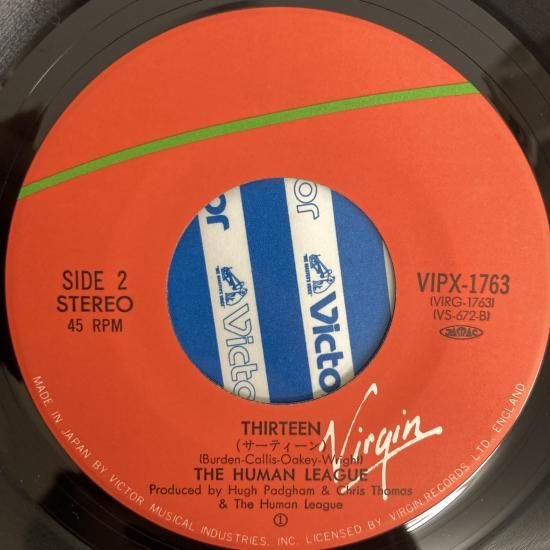 SIDE 2
STEREO
45 RPM
VIPX-1763
(VIRG-1763)
(VS-672-B)
JASRAC
Victor
Victor
THIRTEEN
(サーティーン)
(Burden-Callis-Oakey-Wright)
THE HUMAN LEAGUE
Produced by Hugh Padgham & Chris Thomas
& The Human League
1
Virgin
MADE IN JAPAN BY VICTOR MUSICAL INDUSTRIES, INC. LICENSED BY VIRGIN RECORDS LTD. ENGLAND